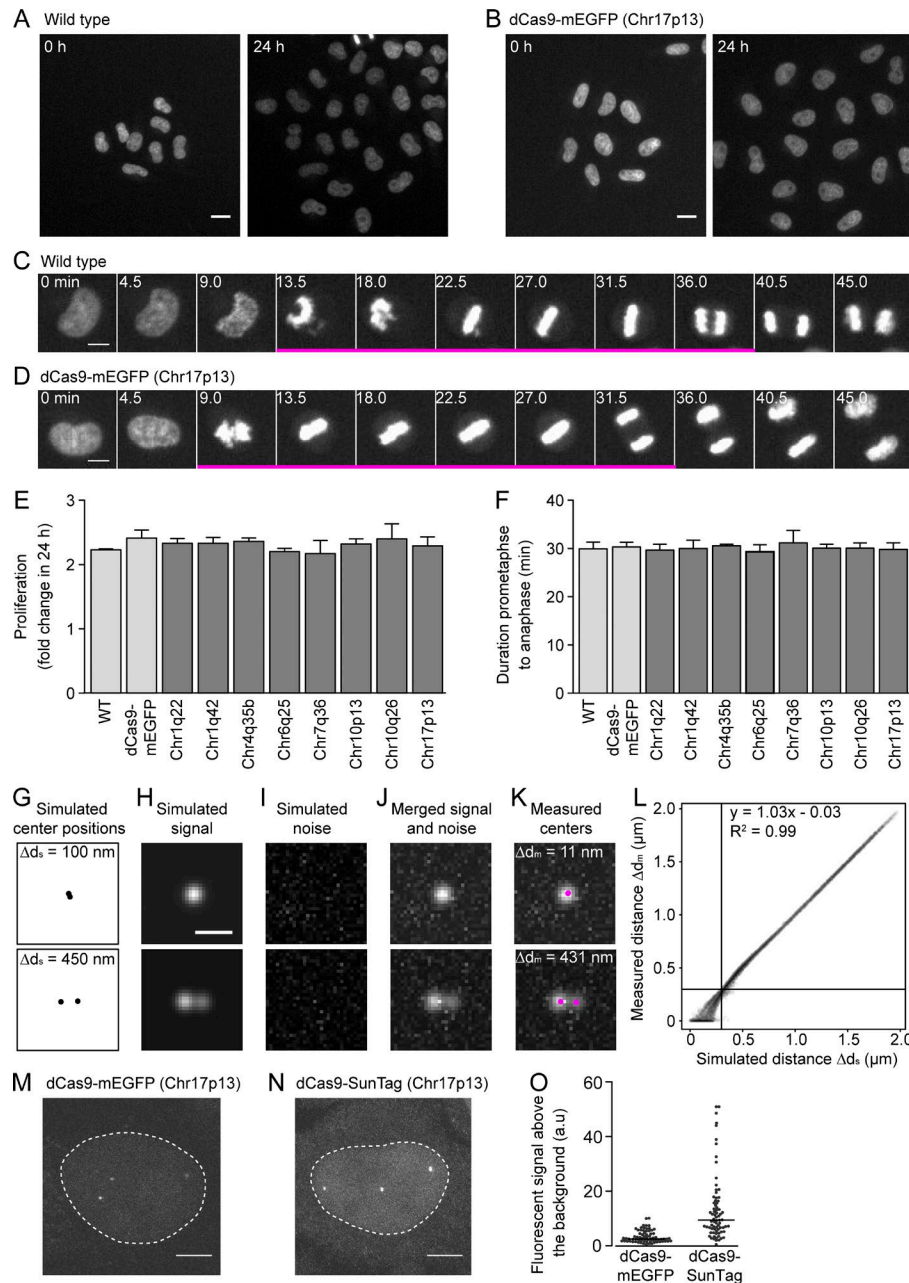 A Wild type
0 h
24 h
B dCas9-mEGFP (Chr17p13)
0 h
24 h
C Wild type
0 min 4.5 9.0 13.5 18.0 22.5 27.0 31.5 36.0 40.5 45.0
D dCas9-mEGFP (Chr17p13)
0 min 4.5 9.0 13.5 18.0 22.5 27.0 31.5 36.0 40.5 45.0
E
Proliferation
(fold change in 24 h)
3
2
1
0
WT
dCas9-
mEGFP
Chr1q22
Chr1q42
Chr4q35b
Chr6q25
Chr7q36
Chr10p13
Chr10q26
Chr17p13
F
Duration prometaphse
to anaphase (min)
40
30
20
10
0
WT
dCas9-
mEGFP
Chr1q22
Chr1q42
Chr4q35b
Chr6q25
Chr7q36
Chr10p13
Chr10q26
Chr17p13
G Simulated
center positions
Δds = 100 nm
Δds = 450 nm
H Simulated
signal
I Simulated
noise
J Merged signal
and noise
K Measured
centers
Δdm = 11 nm
Δdm = 431 nm
L
y = 1.03x - 0.03
R² = 0.99
Measured distance Δdm (µm)
2.0
1.5
1.0
0.5
0
0 0.5 1.0 1.5 2.0
Simulated distance Δds (µm)
M dCas9-mEGFP (Chr17p13)
N dCas9-SunTag (Chr17p13)
O
Fluorescent signal above
the background (a.u)
60
40
20
0
dCas9-
mEGFP
dCas9-
SunTag